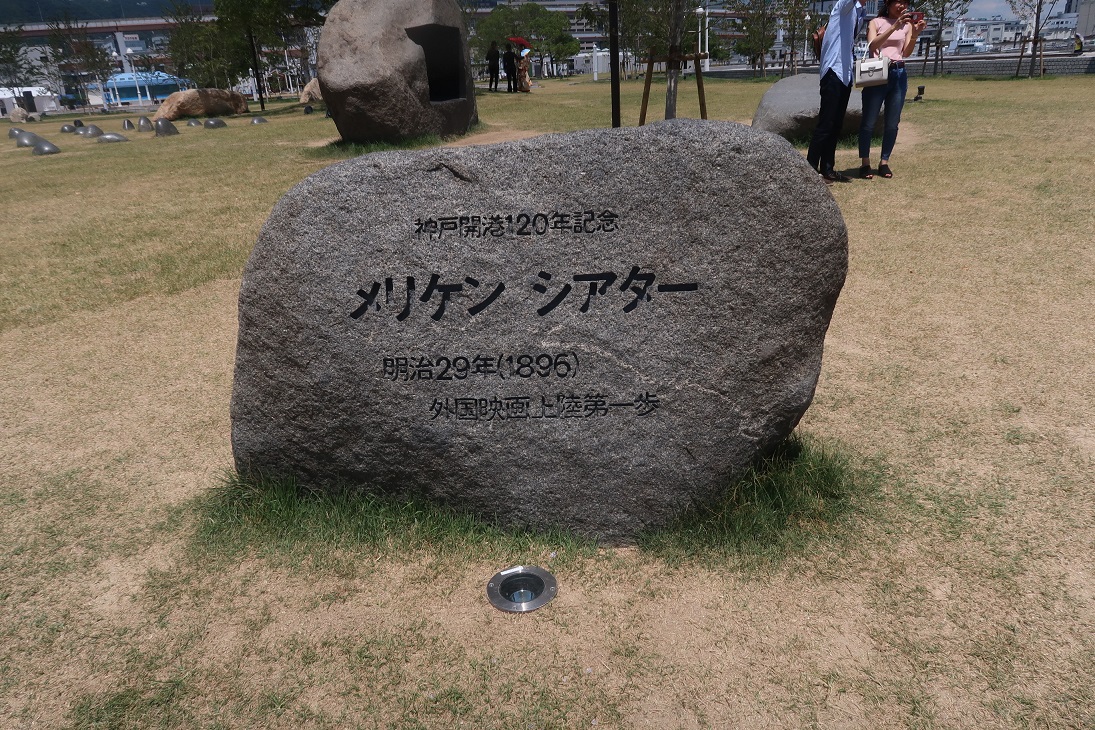 神戸開港120年記念
メリケン シアター
明治29年(1896)
外国映画上陸第一歩